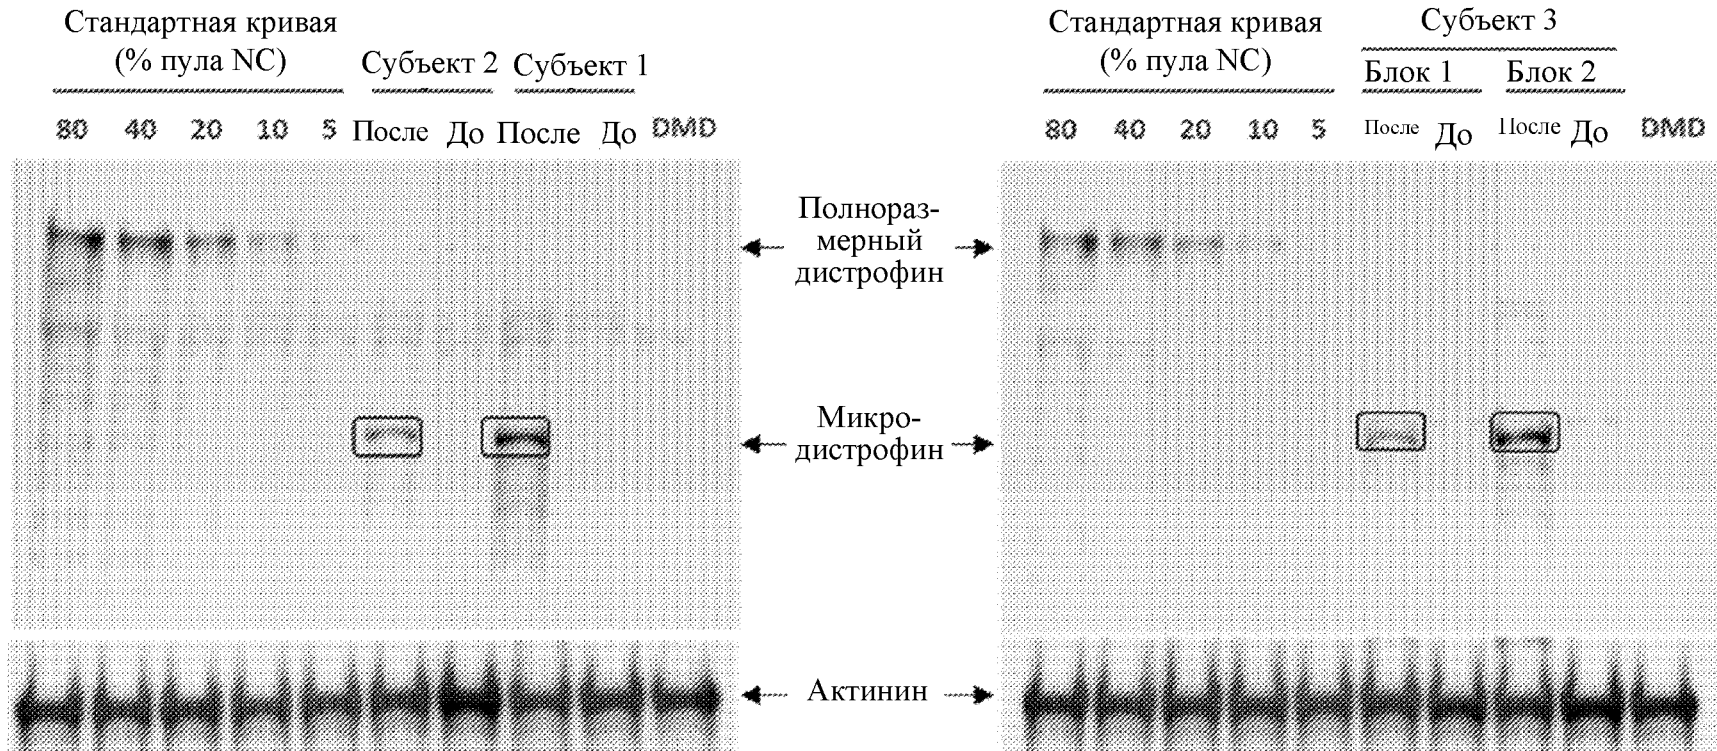 Стандартная кривая
(% пула NC)
Субъект 2 Субъект 1
80 40 20 10 5 После До После До DMD
Стандартная кривая
(% пула NC)
Субъект 3
Блок 1 Блок 2
80 40 20 10 5 После До После До DMD
Полнораз-
мерный
дистрофин
Микро-
дистрофин
Актинин